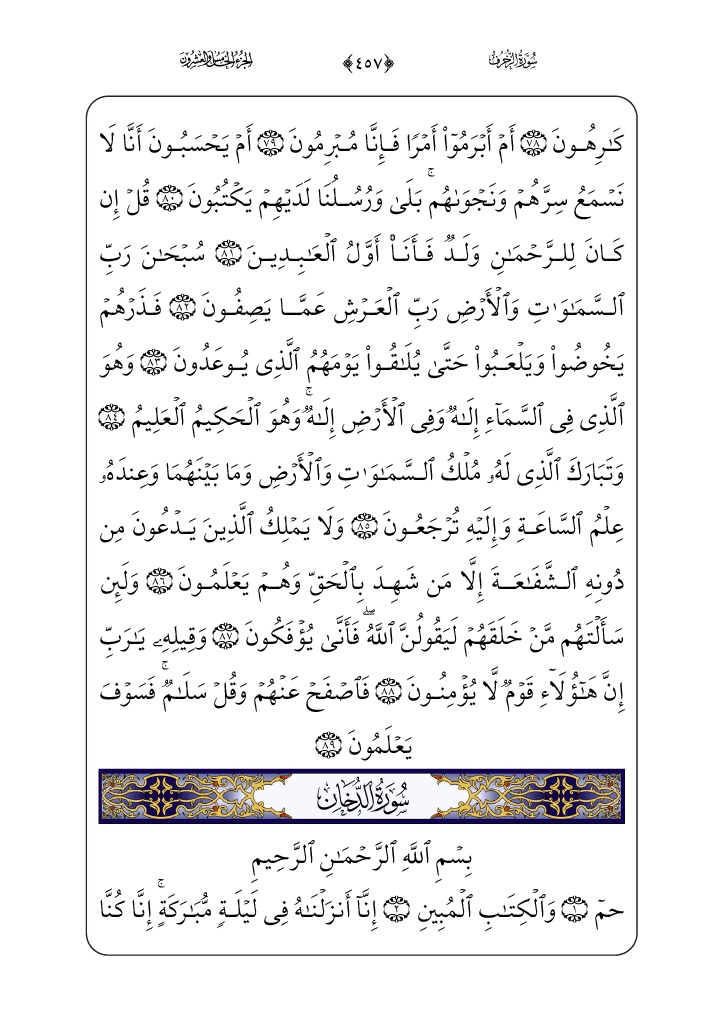 سُورَةُ الزُّخْرُفِ ﴿٤٥٧﴾ الجُزْءُ الخَامِسُ وَالعِشْرُونَ
كَٰرِهُونَ ٧٨ أَمْ أَبْرَمُوٓا۟ أَمْرًا فَإِنَّا مُبْرِمُونَ ٧٩ أَمْ يَحْسَبُونَ أَنَّا لَا
نَسْمَعُ سِرَّهُمْ وَنَجْوَىٰهُم ۚ بَلَىٰ وَرُسُلُنَا لَدَيْهِمْ يَكْتُبُونَ ٨٠ قُلْ إِن
كَانَ لِلرَّحْمَٰنِ وَلَدٌ فَأَنَا۠ أَوَّلُ ٱلْعَٰبِدِينَ ٨١ سُبْحَٰنَ رَبِّ
ٱلسَّمَٰوَٰتِ وَٱلْأَرْضِ رَبِّ ٱلْعَرْشِ عَمَّا يَصِفُونَ ٨٢ فَذَرْهُمْ
يَخُوضُوا۟ وَيَلْعَبُوا۟ حَتَّىٰ يُلَٰقُوا۟ يَوْمَهُمُ ٱلَّذِى يُوعَدُونَ ٨٣ وَهُوَ
ٱلَّذِى فِى ٱلسَّمَآءِ إِلَٰهٌ وَفِى ٱلْأَرْضِ إِلَٰهٌ ۚ وَهُوَ ٱلْحَكِيمُ ٱلْعَلِيمُ ٨٤
وَتَبَارَكَ ٱلَّذِى لَهُۥ مُلْكُ ٱلسَّمَٰوَٰتِ وَٱلْأَرْضِ وَمَا بَيْنَهُمَا وَعِندَهُۥ
عِلْمُ ٱلسَّاعَةِ وَإِلَيْهِ تُرْجَعُونَ ٨٥ وَلَا يَمْلِكُ ٱلَّذِينَ يَدْعُونَ مِن
دُونِهِ ٱلشَّفَٰعَةَ إِلَّا مَن شَهِدَ بِٱلْحَقِّ وَهُمْ يَعْلَمُونَ ٨٦ وَلَئِن
سَأَلْتَهُم مَّنْ خَلَقَهُمْ لَيَقُولُنَّ ٱللَّهُ ۖ فَأَنَّىٰ يُؤْفَكُونَ ٨٧ وَقِيلِهِۦ يَٰرَبِّ
إِنَّ هَٰٓؤُلَآءِ قَوْمٌ لَّا يُؤْمِنُونَ ٨٨ فَٱصْفَحْ عَنْهُمْ وَقُلْ سَلَٰمٌ ۚ فَسَوْفَ
يَعْلَمُونَ ٨٩
سُورَةُ الدُّخَانِ
بِسْمِ ٱللَّهِ ٱلرَّحْمَٰنِ ٱلرَّحِيمِ
حمٓ ١ وَٱلْكِتَٰبِ ٱلْمُبِينِ ٢ إِنَّآ أَنزَلْنَٰهُ فِى لَيْلَةٍ مُّبَٰرَكَةٍ ۚ إِنَّا كُنَّا